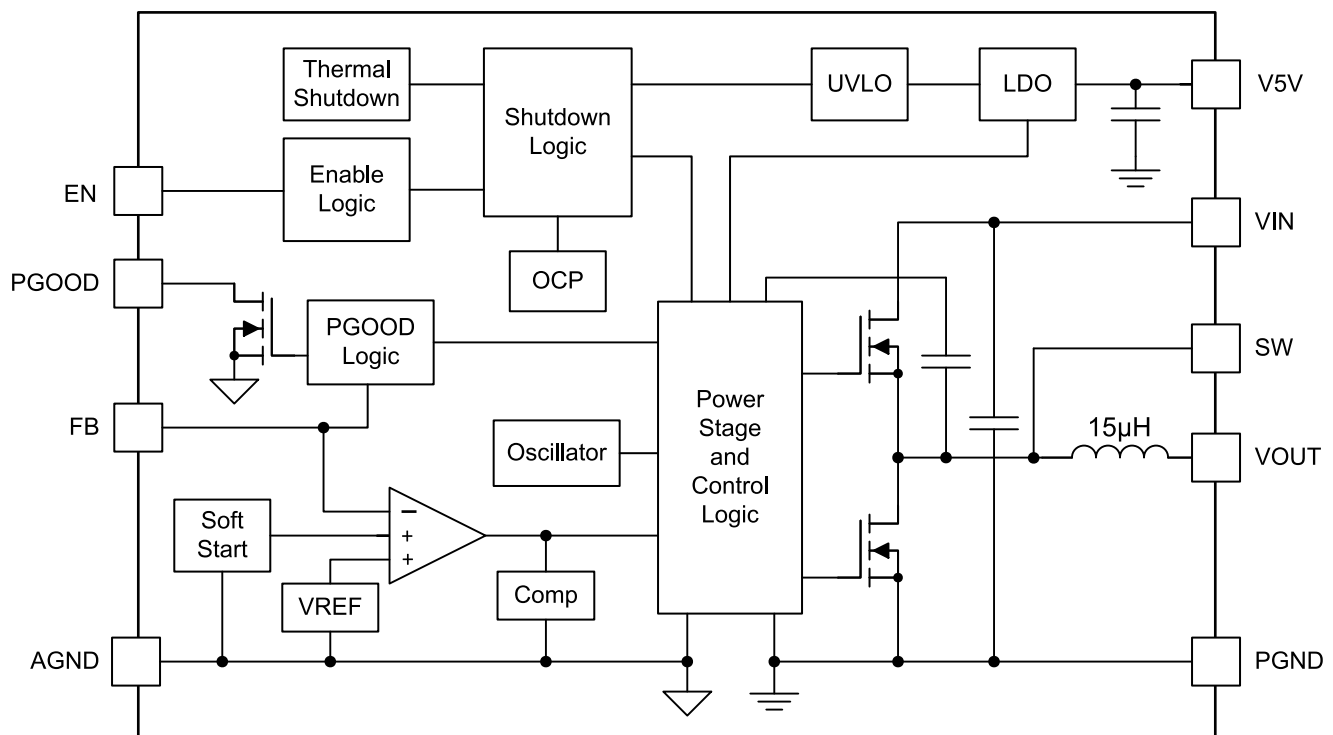 Thermal
Shutdown
Shutdown
Logic
UVLO
LDO
V5V
EN
Enable
Logic
VIN
PGOOD
OCP
PGOOD
Logic
SW
FB
Power
Stage
and
Control
Logic
15µH
VOUT
Oscillator
Soft
Start
−
+
+
VREF
Comp
AGND
PGND